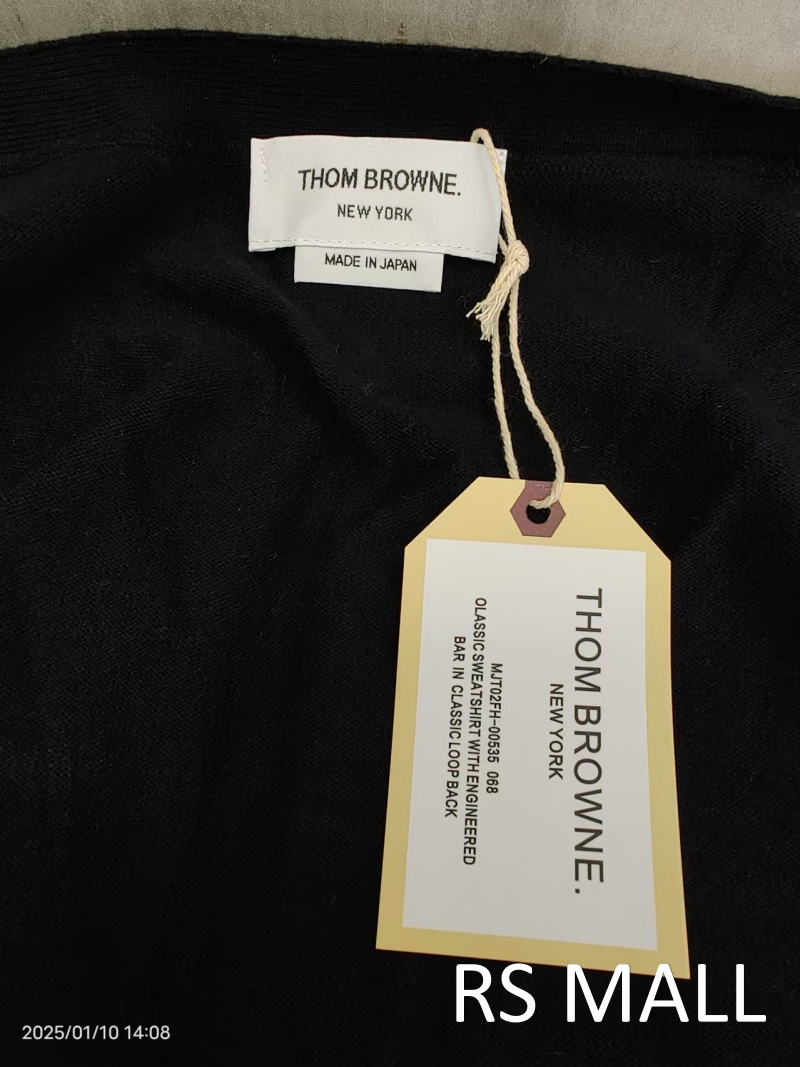 THOM BROWNE.
NEW YORK
MADE IN JAPAN
THOM BROWNE.
NEW YORK
MJT02FH-00535 068
OLASSIC SWEATSHIRT WITH ENGINEERED
BAR IN CLASSIC LOOP BACK
RS MALL
2025/01/10 14:08